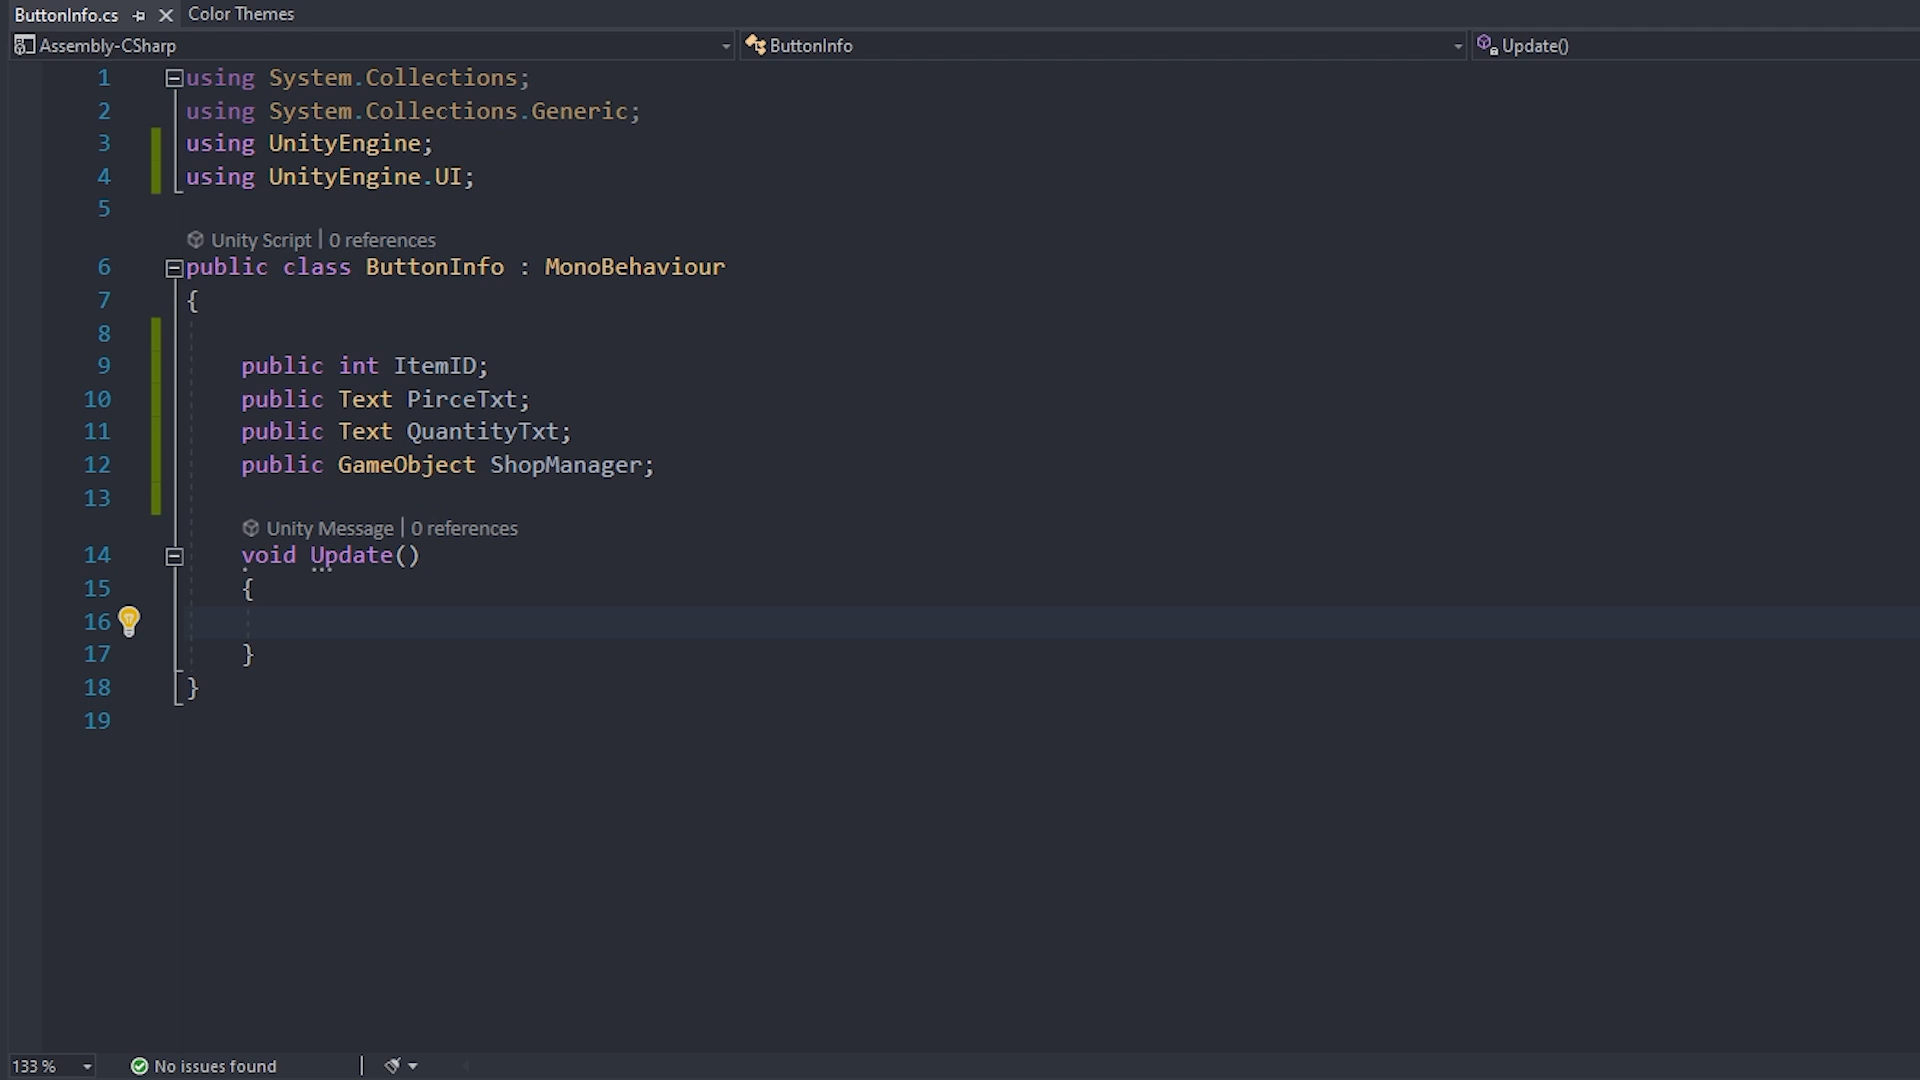 ButtonInfo.cs Color Themes
Assembly-CSharp ButtonInfo Update()
1 using System.Collections;
2 using System.Collections.Generic;
3 using UnityEngine;
4 using UnityEngine.UI;
5
Unity Script | 0 references
6 public class ButtonInfo : MonoBehaviour
7 {
8
9 public int ItemID;
10 public Text PirceTxt;
11 public Text QuantityTxt;
12 public GameObject ShopManager;
13
Unity Message | 0 references
14 void Update()
15 {
16
17 }
18 }
19
133 % No issues found